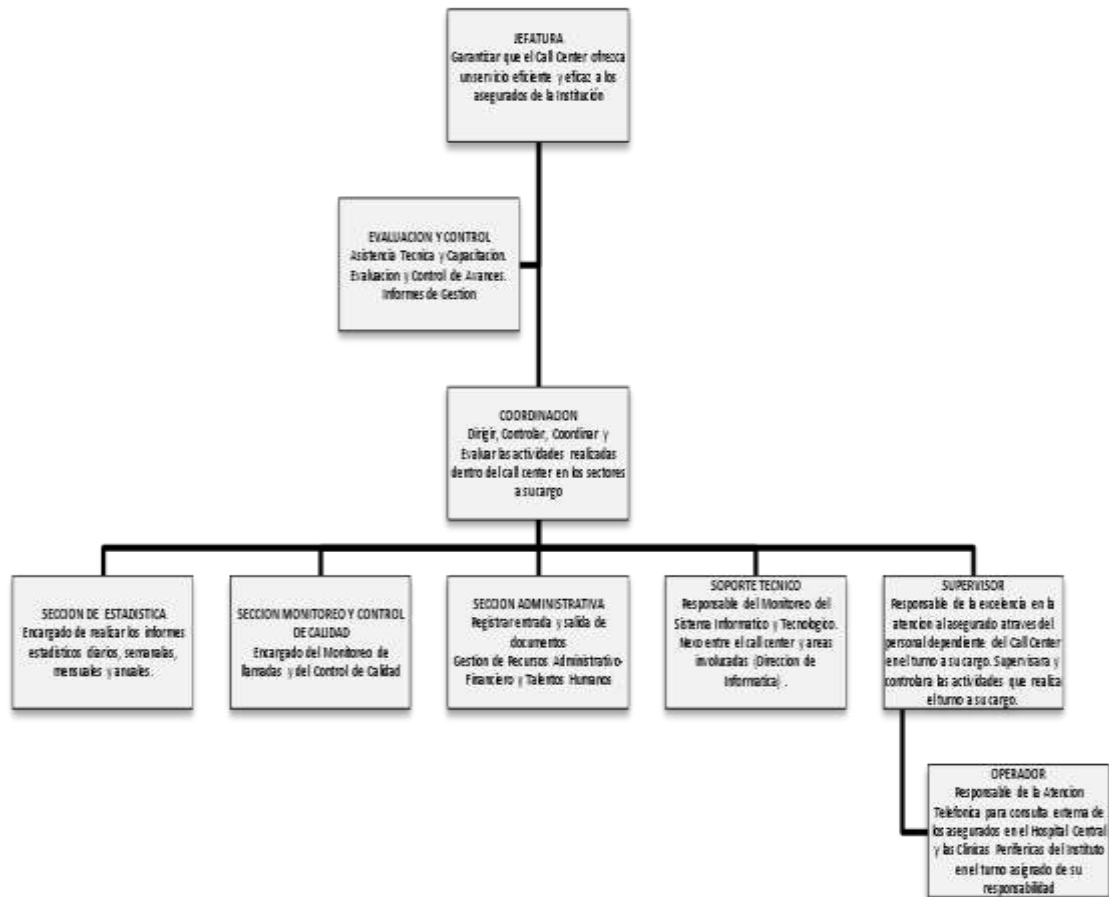 JEFATURA
Garantizar que el Call Center ofrezca
un servicio eficiente y eficaz a los
asegurados de la Institución
EVALUACION Y CONTROL
Asistencia Tecnica y Capacitacion.
Evaluacion y Control de Avances.
Informes de Gestion
COORDINACION
Dirigir, Controlar, Coordinar y
Evaluar las actividades realizadas
dentro del call center en los sectores
a su cargo
SECCION DE ESTADISTICA
Encargado de realizar los informes
estadisticos diarios, semanales,
mensuales y anuales.
SECCION MONITOREO Y CONTROL
DE CALIDAD
Encargado del Monitoreo de
llamadas y del Control de Calidad
SECCION ADMINISTRATIVA
Registrar entrada y salida de
documentos
Gestion de Recursos Administrativo-
Financiero y Talentos Humanos
SOPORTE TECNICO
Responsable del Monitoreo del
Sistema Informatico y Tecnologico.
Nexo entre el call center y areas
involucradas (Direccion de
Informatica) .
SUPERVISOR
Responsable de la excelencia en la
atencion al asegurado atraves del
personal dependiente del Call Center
en el turno a su cargo. Supervisara y
controlara las actividades que realiza
el turno a su cargo.
OPERADOR
Responsable de la Atencion
Telefonica para consulta externa de
los asegurados en el Hospital Central
y las Clinicas Perifericas del Instituto
en el turno asignado de su
responsabilidad